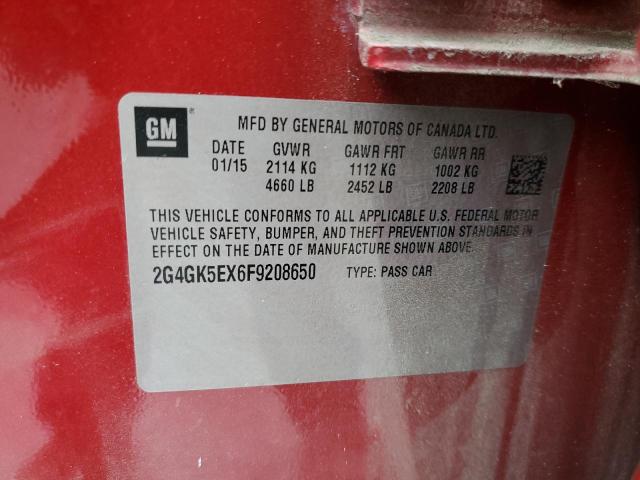 GM
MFD BY GENERAL MOTORS OF CANADA LTD.
DATE GVWR GAWR FRT GAWR RR
01/15 2114 KG 1112 KG 1002 KG
4660 LB 2452 LB 2208 LB
THIS VEHICLE CONFORMS TO ALL APPLICABLE U.S. FEDERAL MOTOR
VEHICLE SAFETY, BUMPER, AND THEFT PREVENTION STANDARDS IN
EFFECT ON THE DATE OF MANUFACTURE SHOWN ABOVE.
2G4GK5EX6F9208650 TYPE: PASS CAR